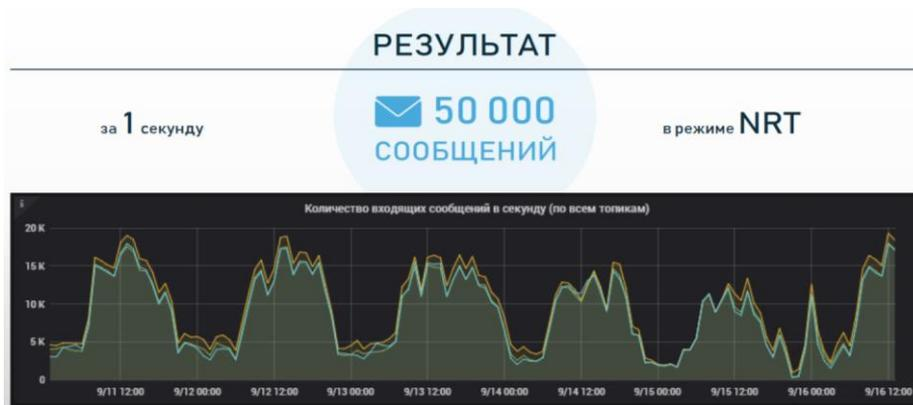 РЕЗУЛЬТАТ
за 1 секунду
50 000
СООБЩЕНИЙ
в режиме NRT
i
Количество входящих сообщений в секунду (по всем топикам)
20 K
15 K
10 K
5 K
0
9/11 12:00 9/12 00:00 9/12 12:00 9/13 00:00 9/13 12:00 9/14 00:00 9/14 12:00 9/15 00:00 9/15 12:00 9/16 00:00 9/16 12:00